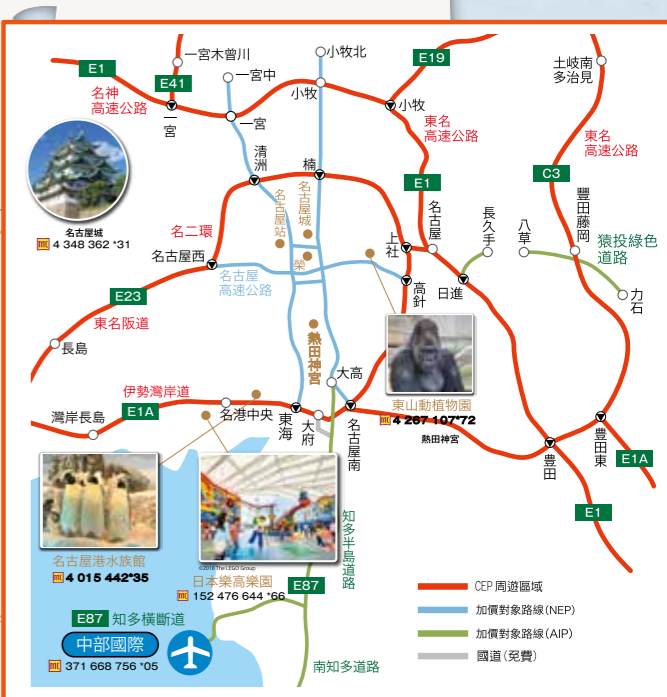 E1
E41
E19
一宮木曾川
一宮中
小牧北
土岐南
多治見
名神
高速公路
一宮
一宮
小牧
小牧
東名
高速公路
東名
高速公路
清洲
楠
E1
C3
名古屋城
MC 4 348 362 *31
名古屋站
名古屋城
榮
上社
名古屋
長久手
八草
豐田藤岡
猿投綠色
道路
名二環
名古屋西
名古屋
高速公路
高針
日進
力石
E23
東名阪道
長島
熱田神宮
大高
東山動植物園
MC 4 267 107*72
熱田神宮
伊勢灣岸道
E1A
灣岸長島
名港中央
東海
大府
名古屋南
豊田
豊田東
E1A
E1
©2016 The LEGO Group
名古屋港水族館
MC 4 015 442*35
日本樂高樂園
MC 152 476 644 *66
知多半島道路
E87
E87 知多橫斷道
中部國際
MC 371 668 756 *05
南知多道路
CEP 周遊區域
加價對象路線(NEP)
加價對象路線(AIP)
國道(免費)